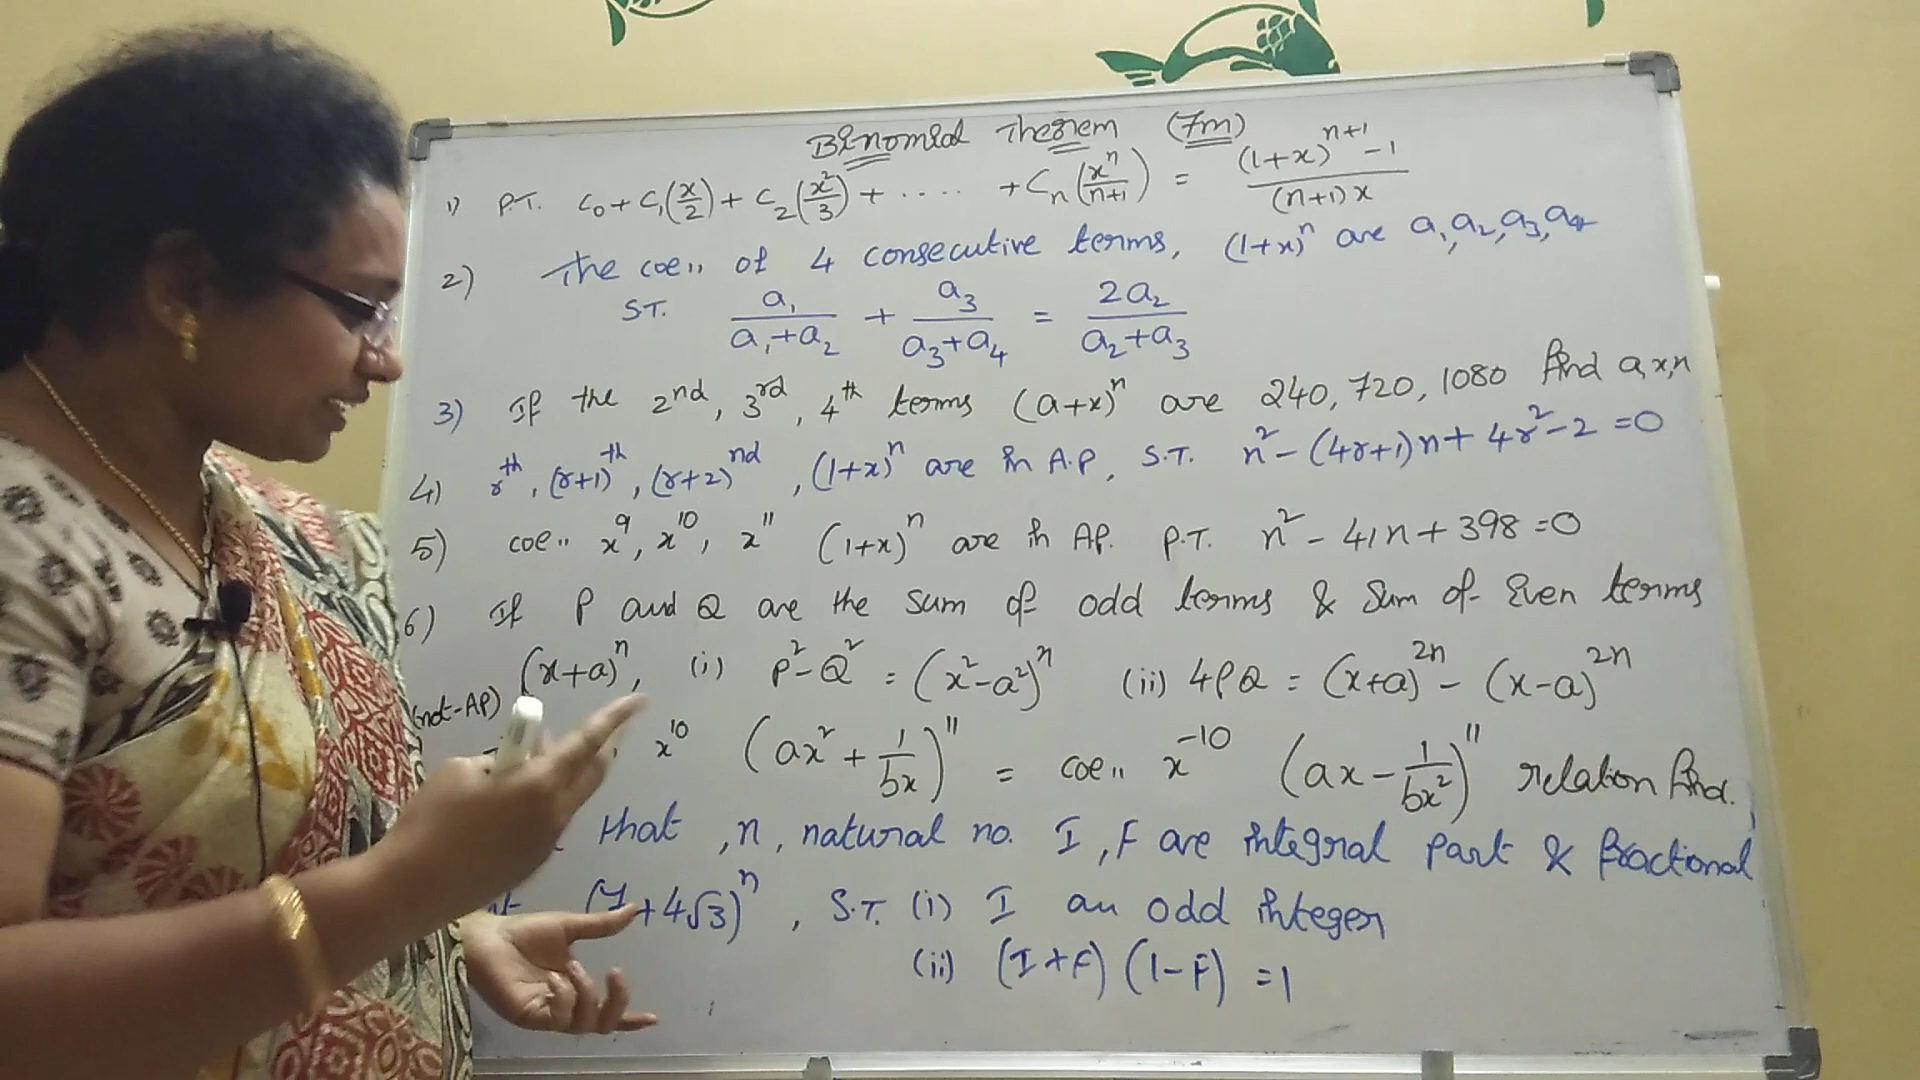 Binomial Theorem (7m)
1) P.T. C₀ + C₁(x/2) + C₂(x²/3) + ..... + Cₙ(xⁿ/n+1) = (1+x)ⁿ⁺¹ - 1 / (n+1)x
2) The coe,, of 4 consecutive terms, (1+x)ⁿ are a₁, a₂, a₃, a₄
S.T. a₁/(a₁+a₂) + a₃/(a₃+a₄) = 2a₂/(a₂+a₃)
3) If the 2nd, 3rd, 4th terms (a+x)ⁿ are 240, 720, 1080 find a, x, n
4) rth, (r+1)th, (r+2)nd, (1+x)ⁿ are in A.P, S.T. n² - (4r+1)n + 4r² - 2 = 0
5) coe,, x⁹, x¹⁰, x¹¹ (1+x)ⁿ are in AP. P.T. n² - 41n + 398 = 0
6) If P and Q are the sum of odd terms & Sum of Even terms
(x+a)ⁿ, (i) P² - Q² = (x² - a²)ⁿ (ii) 4PQ = (x+a)²ⁿ - (x-a)²ⁿ
(not-AP)
x¹⁰ (ax² + 1/bx)¹¹ = coe,, x⁻¹⁰ (ax - 1/bx²)¹¹ relation find.
that , n, natural no. I, F are integral part & fractional
(7+4√3)ⁿ, S.T. (i) I an odd integer
(ii) (I+F) (1-F) = 1